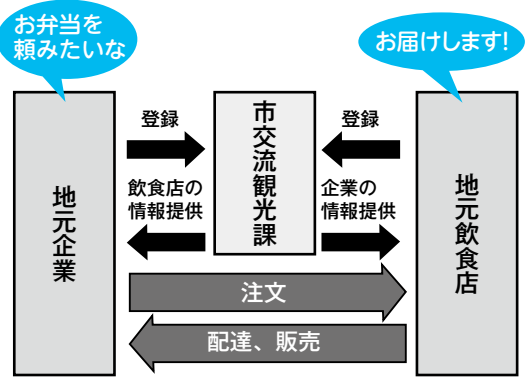 お弁当を
頼みたいな
お届けします!
地元企業
登録
飲食店の
情報提供
市交流観光課
登録
企業の
情報提供
地元飲食店
注文
配達、販売